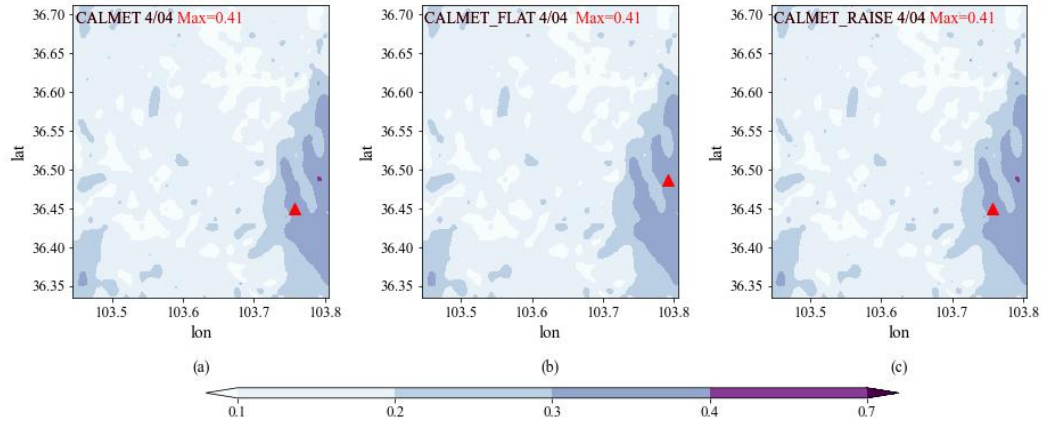 CALMET 4/04 Max=0.41
36.70
36.65
36.60
36.55
36.50
36.45
36.40
36.35
lat
103.5 103.6 103.7 103.8
lon
(a)
CALMET_FLAT 4/04 Max=0.41
36.70
36.65
36.60
36.55
36.50
36.45
36.40
36.35
lat
103.5 103.6 103.7 103.8
lon
(b)
CALMET_RAISE 4/04 Max=0.41
36.70
36.65
36.60
36.55
36.50
36.45
36.40
36.35
lat
103.5 103.6 103.7 103.8
lon
(c)
0.1 0.2 0.3 0.4 0.7